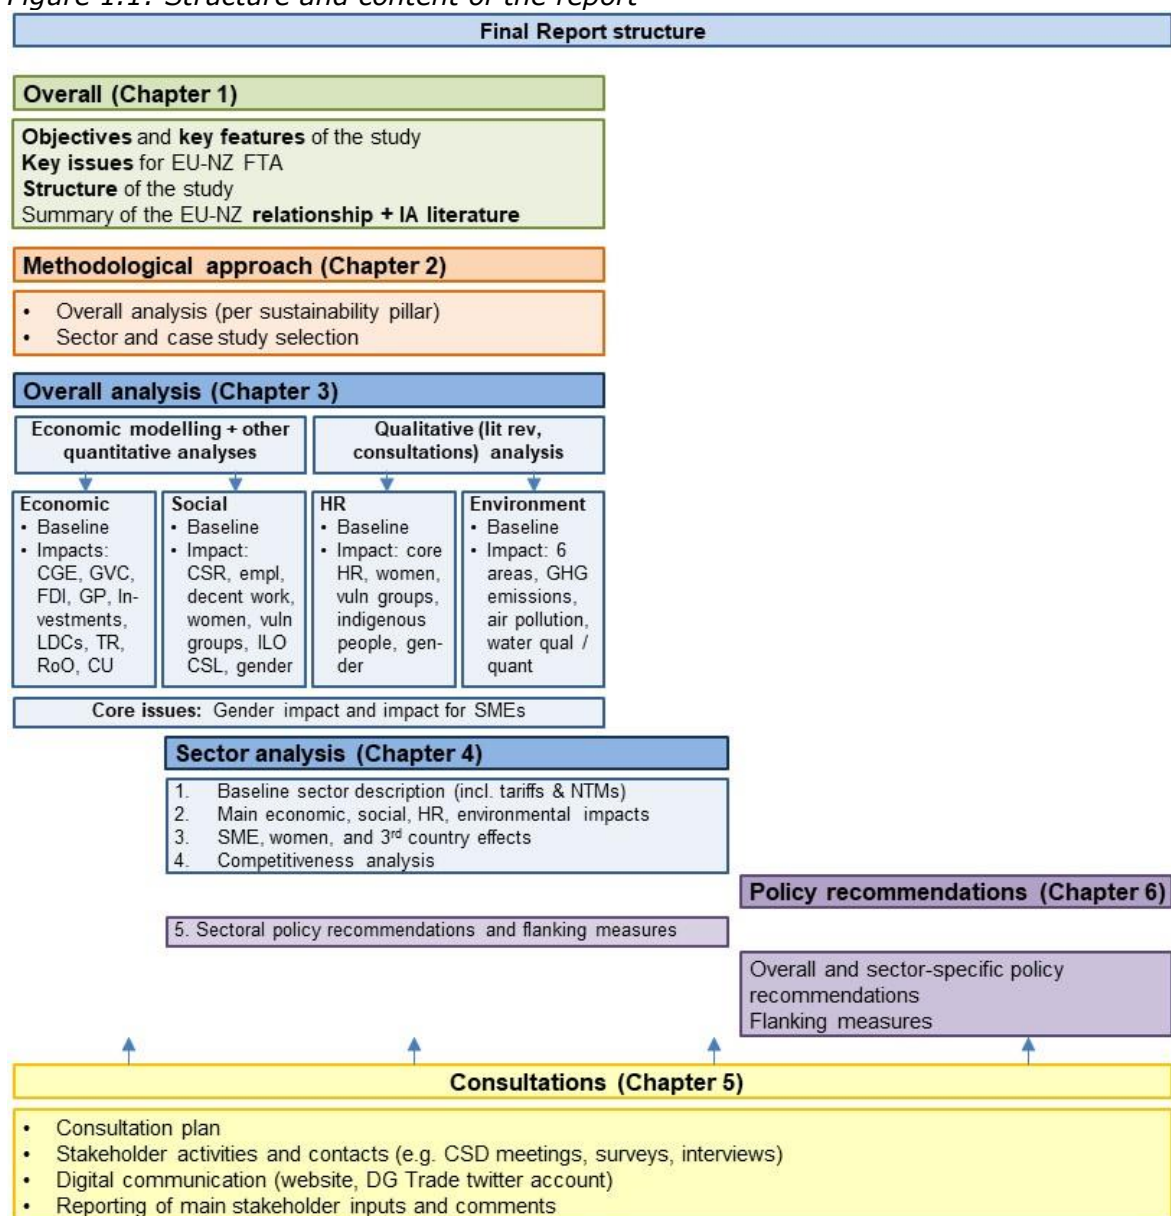 Figure 1.1: Structure and content of the report
Final Report structure
Overall (Chapter 1)
Objectives and key features of the study
Key issues for EU-NZ FTA
Structure of the study
Summary of the EU-NZ relationship + IA literature
Methodological approach (Chapter 2)
• Overall analysis (per sustainability pillar)
• Sector and case study selection
Overall analysis (Chapter 3)
Economic modelling + other
quantitative analyses
Qualitative (lit rev,
consultations) analysis
Economic
• Baseline
• Impacts:
CGE, GVC,
FDI, GP, In-
vestments,
LDCs, TR,
RoO, CU
Social
• Baseline
• Impact:
CSR, empl,
decent work,
women, vuln
groups, ILO
CSL, gender
HR
• Baseline
• Impact: core
HR, women,
vuln groups,
indigenous
people, gen-
der
Environment
• Baseline
• Impact: 6
areas, GHG
emissions,
air pollution,
water qual /
quant
Core issues: Gender impact and impact for SMEs
Sector analysis (Chapter 4)
1. Baseline sector description (incl. tariffs & NTMs)
2. Main economic, social, HR, environmental impacts
3. SME, women, and 3rd country effects
4. Competitiveness analysis
Policy recommendations (Chapter 6)
5. Sectoral policy recommendations and flanking measures
Overall and sector-specific policy
recommendations
Flanking measures
Consultations (Chapter 5)
• Consultation plan
• Stakeholder activities and contacts (e.g. CSD meetings, surveys, interviews)
• Digital communication (website, DG Trade twitter account)
• Reporting of main stakeholder inputs and comments